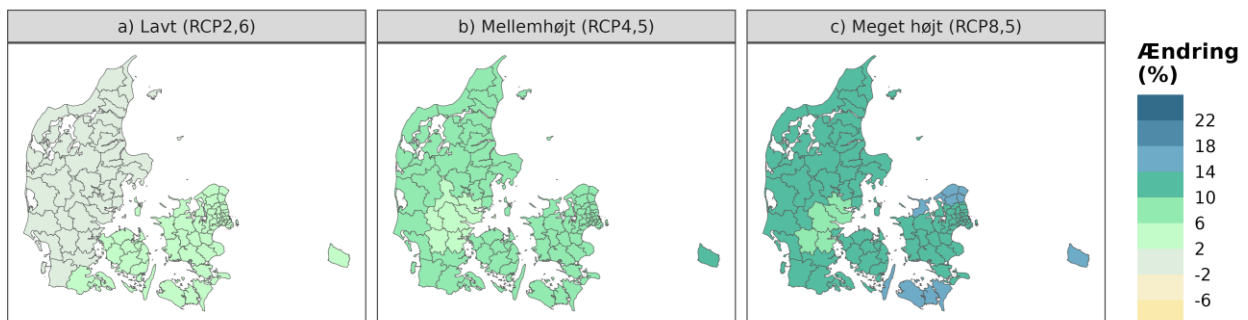 a) Lavt (RCP2,6)
b) Mellemhøjt (RCP4,5)
c) Meget højt (RCP8,5)
Ændring
(%)
22
18
14
10
6
2
-2
-6